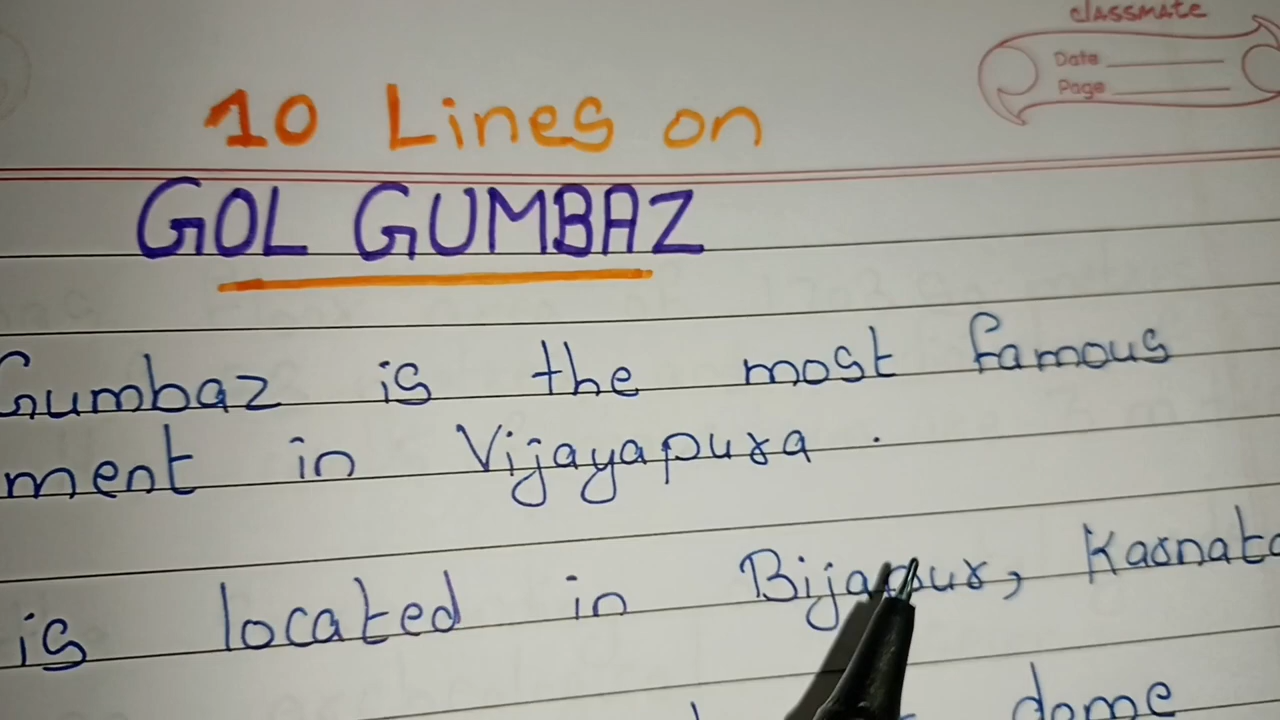 classmate
Date
Page
10 Lines on
GOL GUMBAZ
Gumbaz is the most famous
ment in Vijayapura .
is located in Bijapur, Karnata
dome